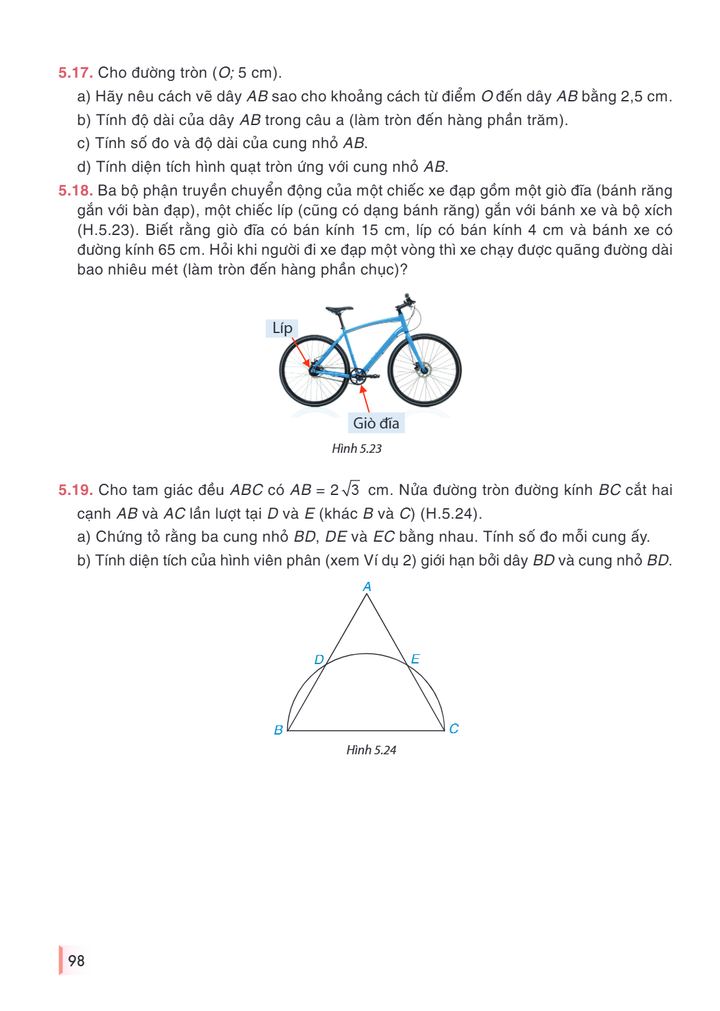 5.17. Cho đường tròn (O; 5 cm).
a) Hãy nêu cách vẽ dây AB sao cho khoảng cách từ điểm O đến dây AB bằng 2,5 cm.
b) Tính độ dài của dây AB trong câu a (làm tròn đến hàng phần trăm).
c) Tính số đo và độ dài của cung nhỏ AB.
d) Tính diện tích hình quạt tròn ứng với cung nhỏ AB.
5.18. Ba bộ phận truyền chuyển động của một chiếc xe đạp gồm một giò đĩa (bánh răng
gắn với bàn đạp), một chiếc líp (cũng có dạng bánh răng) gắn với bánh xe và bộ xích
(H.5.23). Biết rằng giò đĩa có bán kính 15 cm, líp có bán kính 4 cm và bánh xe có
đường kính 65 cm. Hỏi khi người đi xe đạp một vòng thì xe chạy được quãng đường dài
bao nhiêu mét (làm tròn đến hàng phần chục)?
Líp
Giò đĩa
Hình 5.23
5.19. Cho tam giác đều ABC có AB = 2√3 cm. Nửa đường tròn đường kính BC cắt hai
cạnh AB và AC lần lượt tại D và E (khác B và C) (H.5.24).
a) Chứng tỏ rằng ba cung nhỏ BD, DE và EC bằng nhau. Tính số đo mỗi cung ấy.
b) Tính diện tích của hình viên phân (xem Ví dụ 2) giới hạn bởi dây BD và cung nhỏ BD.
A
D E
B C
Hình 5.24
98